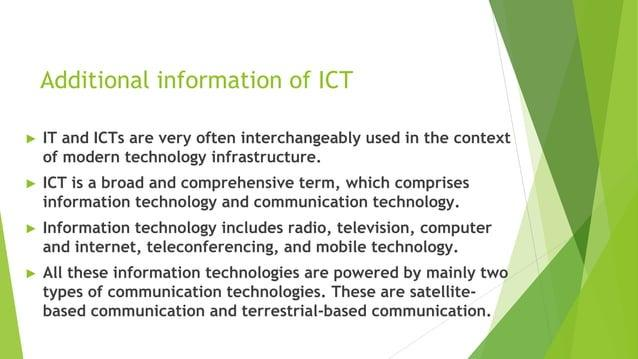 Additional information of ICT
IT and ICTs are very often interchangeably used in the context
of modern technology infrastructure.
ICT is a broad and comprehensive term, which comprises
information technology and communication technology.
Information technology includes radio, television, computer
and internet, teleconferencing, and mobile technology.
All these information technologies are powered by mainly two
types of communication technologies. These are satellite-
based communication and terrestrial-based communication.